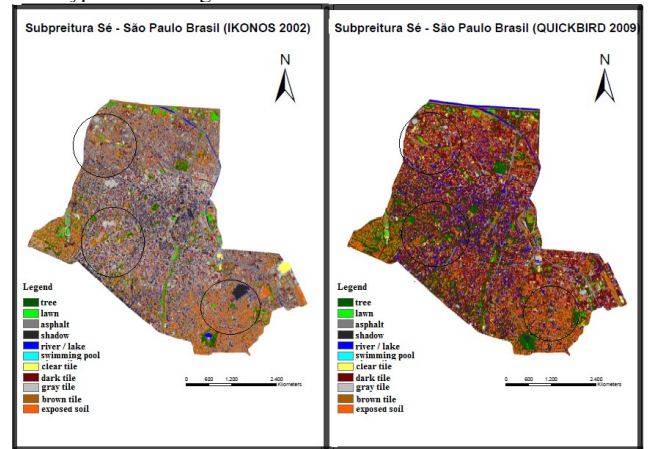 Subpreitura Sé - São Paulo Brasil (IKONOS 2002)
N
Legend
tree
lawn
asphalt
shadow
river / lake
swimming pool
clear tile
dark tile
gray tile
brown tile
exposed soil
0 600 1.200 2.400
Kilometers
Subpreitura Sé - São Paulo Brasil (QUICKBIRD 2009)
N
Legend
tree
lawn
asphalt
shadow
river / lake
swimming pool
clear tile
dark tile
gray tile
brown tile
exposed soil
0 600 1.200 2.400
Kilometers